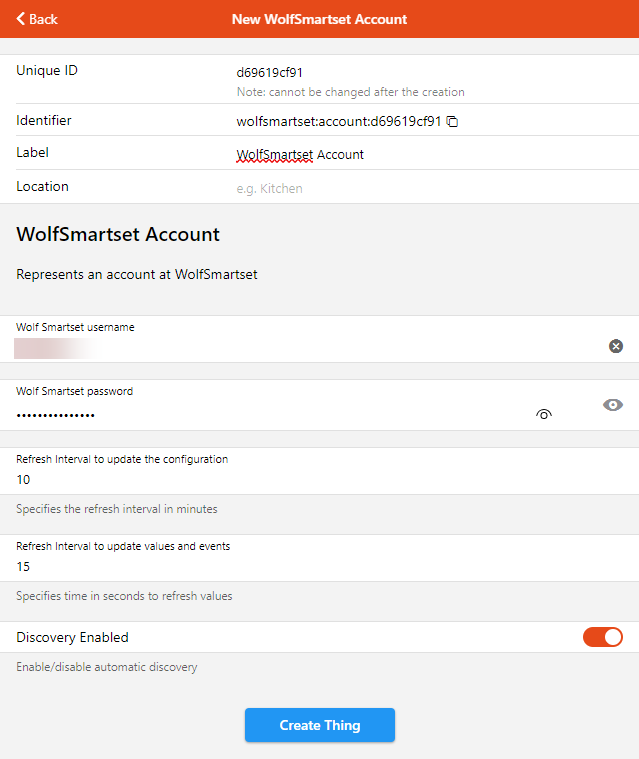 Back
New WolfSmartset Account
Unique ID
d69619cf91
Note: cannot be changed after the creation
Identifier
wolfsmartset:account:d69619cf91
Label
WolfSmartset Account
Location
e.g. Kitchen
WolfSmartset Account
Represents an account at WolfSmartset
Wolf Smartset username
Wolf Smartset password
•••••••••••••••
Refresh Interval to update the configuration
10
Specifies the refresh interval in minutes
Refresh Interval to update values and events
15
Specifies time in seconds to refresh values
Discovery Enabled
Enable/disable automatic discovery
Create Thing